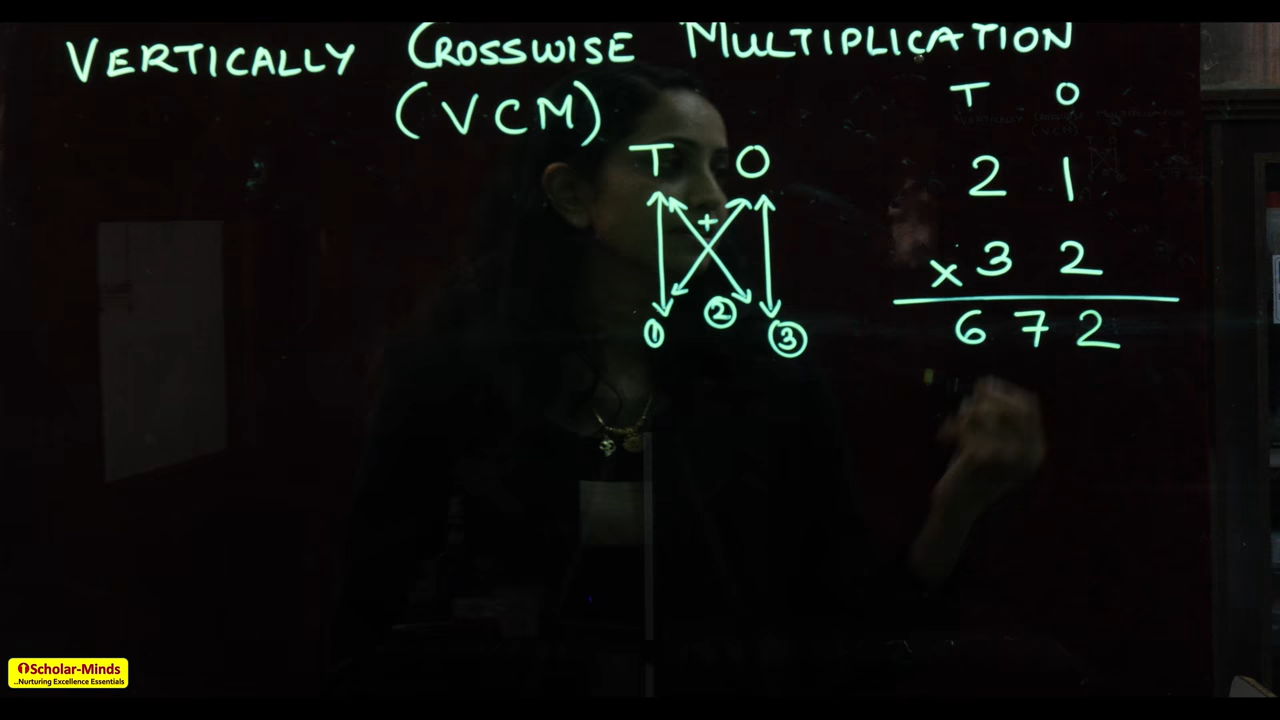 VERTICALLY CROSSWISE MULTIPLICATION
(VCM)
T O
+
① ② ③
T O
2 1
x 3 2
6 7 2
Scholar-Minds
..Nurturing Excellence Essentials